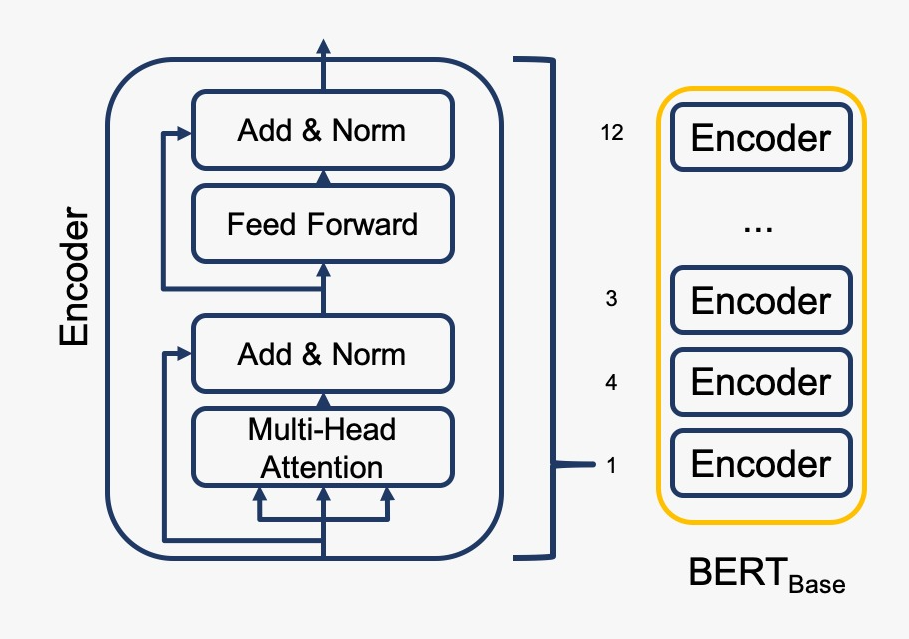 Encoder
Add & Norm
Feed Forward
Add & Norm
Multi-Head
Attention
12 Encoder
...
3 Encoder
4 Encoder
1 Encoder
BERTBase